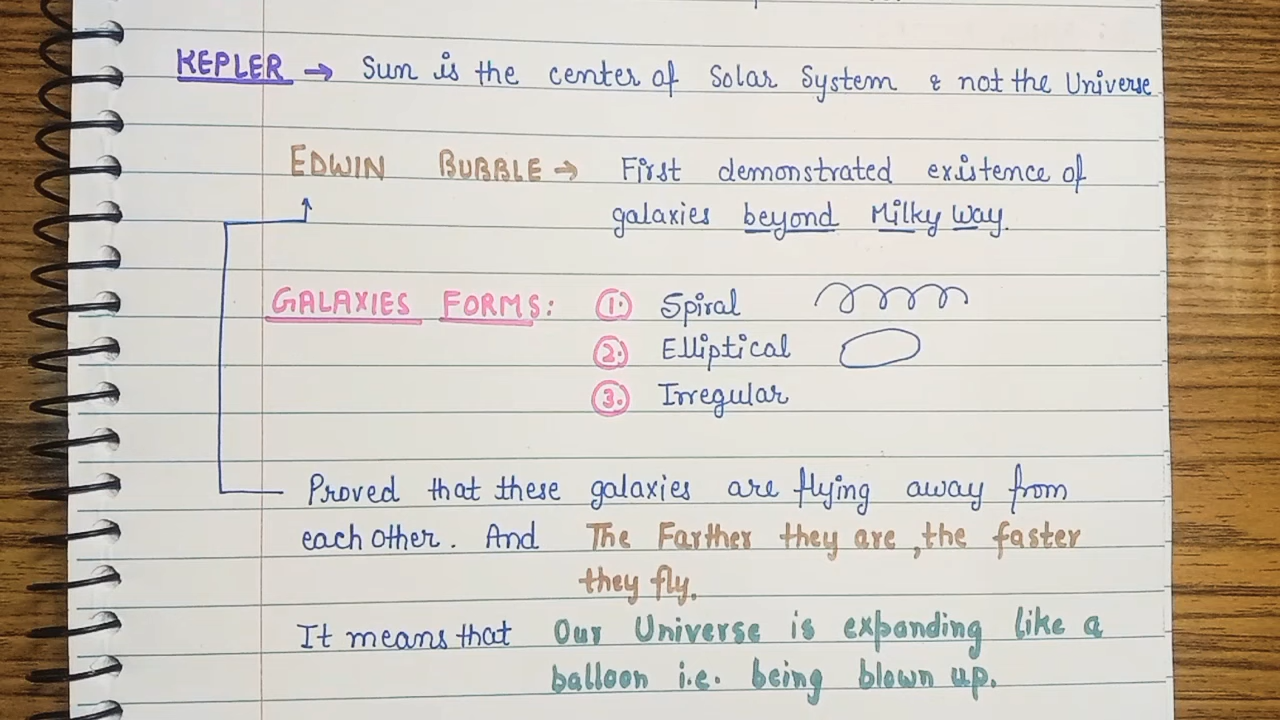 KEPLER → Sun is the center of Solar System & not the Universe
EDWIN BUBBLE → First demonstrated existence of
galaxies beyond Milky Way.
GALAXIES FORMS: 1. Spiral
2. Elliptical
3. Irregular
Proved that these galaxies are flying away from
each other. And The Farther they are, the faster
they fly.
It means that Our Universe is expanding like a
balloon i.e. being blown up.